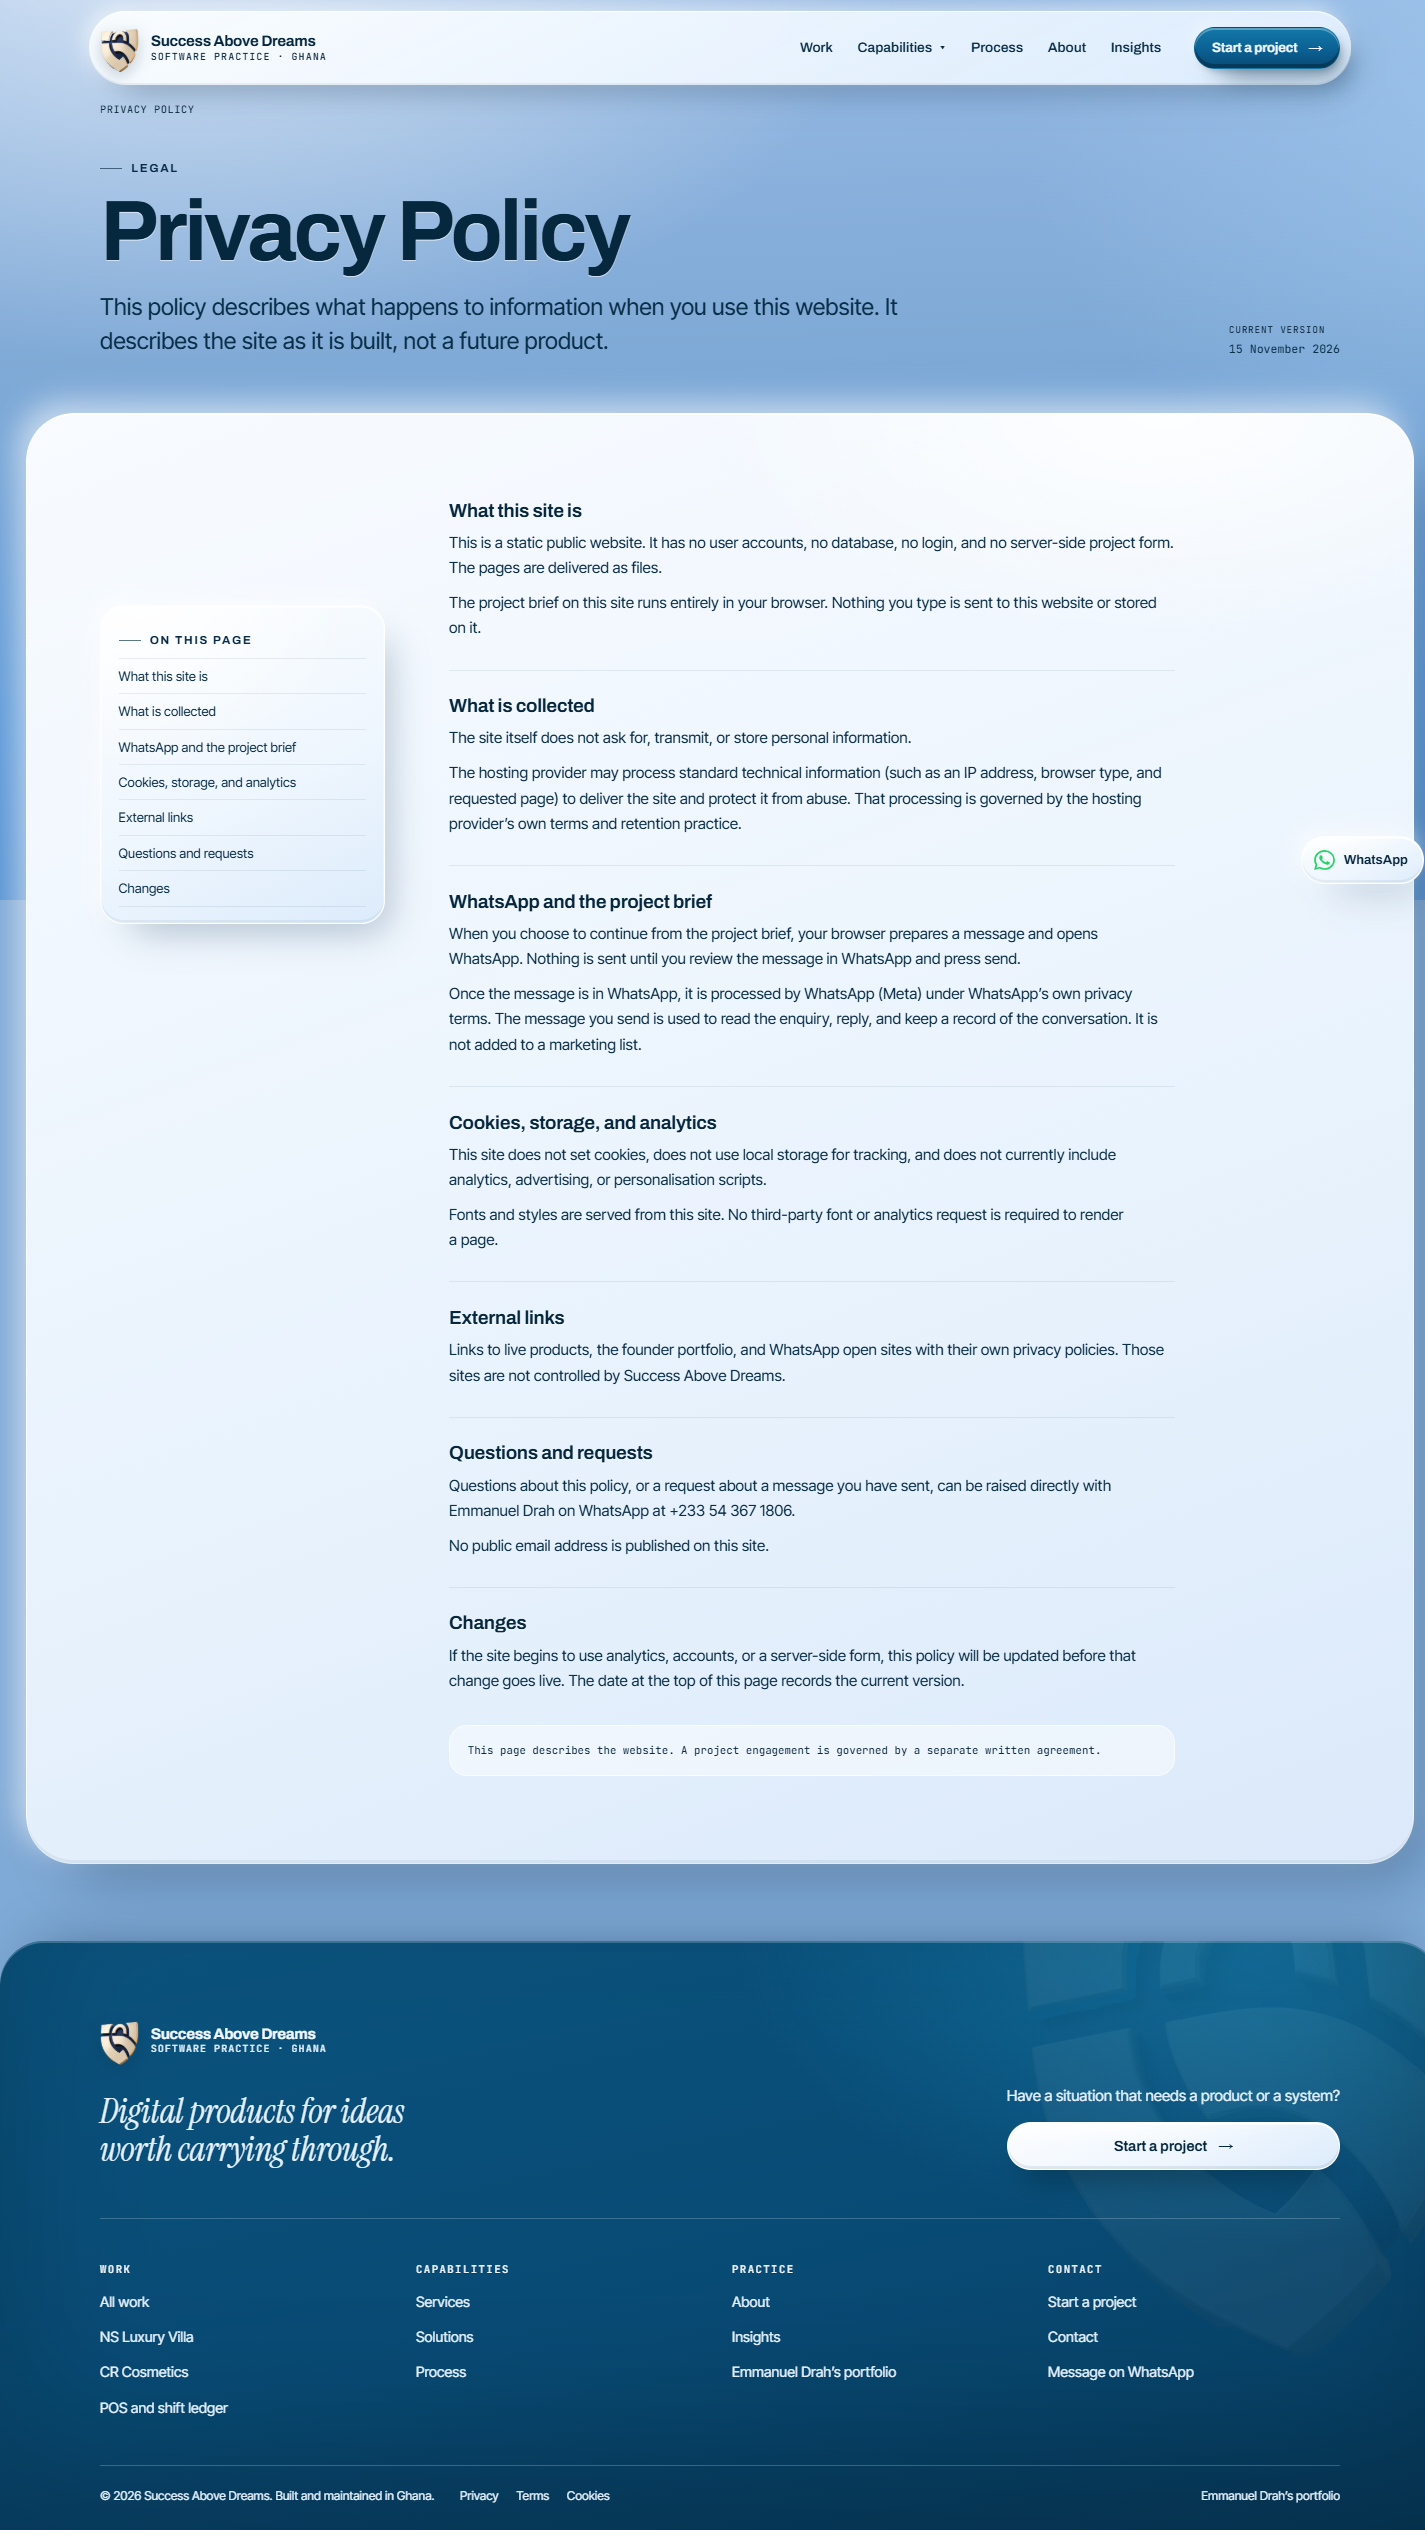 Success Above Dreams
SOFTWARE PRACTICE · GHANA
Work
Capabilities
Process
About
Insights
Start a project →
PRIVACY POLICY
LEGAL
Privacy Policy
This policy describes what happens to information when you use this website. It
describes the site as it is built, not a future product.
CURRENT VERSION
15 November 2026
ON THIS PAGE
What this site is
What is collected
WhatsApp and the project brief
Cookies, storage, and analytics
External links
Questions and requests
Changes
What this site is
This is a static public website. It has no user accounts, no database, no login, and no server-side project form.
The pages are delivered as files.
The project brief on this site runs entirely in your browser. Nothing you type is sent to this website or stored
on it.
What is collected
The site itself does not ask for, transmit, or store personal information.
The hosting provider may process standard technical information (such as an IP address, browser type, and
requested page) to deliver the site and protect it from abuse. That processing is governed by the hosting
provider’s own terms and retention practice.
WhatsApp
WhatsApp and the project brief
When you choose to continue from the project brief, your browser prepares a message and opens
WhatsApp. Nothing is sent until you review the message in WhatsApp and press send.
Once the message is in WhatsApp, it is processed by WhatsApp (Meta) under WhatsApp’s own privacy
terms. The message you send is used to read the enquiry, reply, and keep a record of the conversation. It is
not added to a marketing list.
Cookies, storage, and analytics
This site does not set cookies, does not use local storage for tracking, and does not currently include
analytics, advertising, or personalisation scripts.
Fonts and styles are served from this site. No third-party font or analytics request is required to render
a page.
External links
Links to live products, the founder portfolio, and WhatsApp open sites with their own privacy policies. Those
sites are not controlled by Success Above Dreams.
Questions and requests
Questions about this policy, or a request about a message you have sent, can be raised directly with
Emmanuel Drah on WhatsApp at +233 54 367 1806.
No public email address is published on this site.
Changes
If the site begins to use analytics, accounts, or a server-side form, this policy will be updated before that
change goes live. The date at the top of this page records the current version.
This page describes the website. A project engagement is governed by a separate written agreement.
Success Above Dreams
SOFTWARE PRACTICE · GHANA
Digital products for ideas
worth carrying through.
Have a situation that needs a product or a system?
Start a project →
WORK
All work
NS Luxury Villa
CR Cosmetics
POS and shift ledger
CAPABILITIES
Services
Solutions
Process
PRACTICE
About
Insights
Emmanuel Drah’s portfolio
CONTACT
Start a project
Contact
Message on WhatsApp
© 2026 Success Above Dreams. Built and maintained in Ghana.
Privacy
Terms
Cookies
Emmanuel Drah’s portfolio